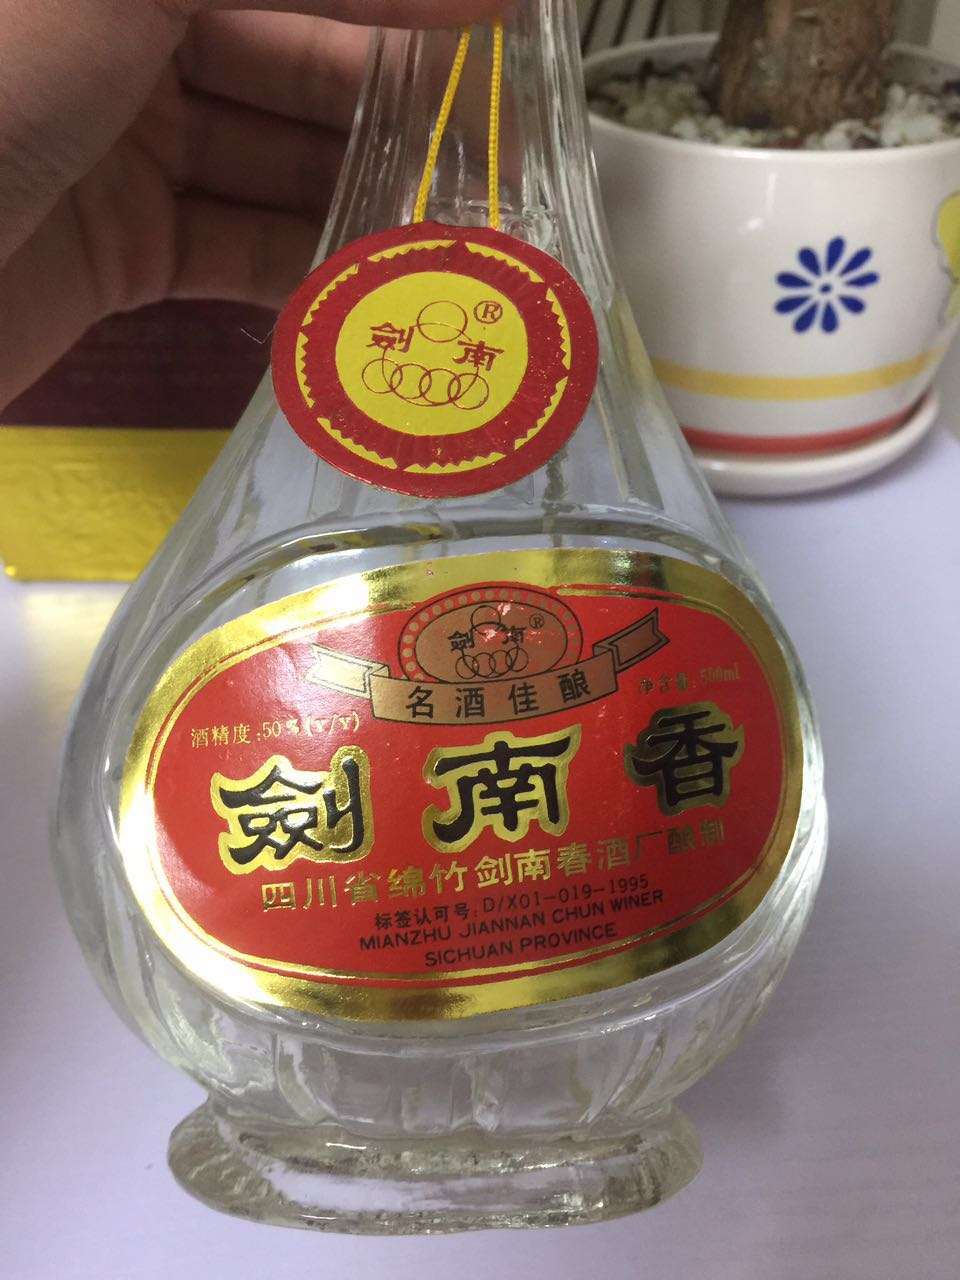 剑 南 ®
剑 南 ®
名酒佳酿
酒精度:50%(v/v)
净含量:500ml
劍南香
四川省绵竹剑南春酒厂酿制
标签认可号:D/X01-019-1995
MIANZHU JIANNAN CHUN WINER
SICHUAN PROVINCE